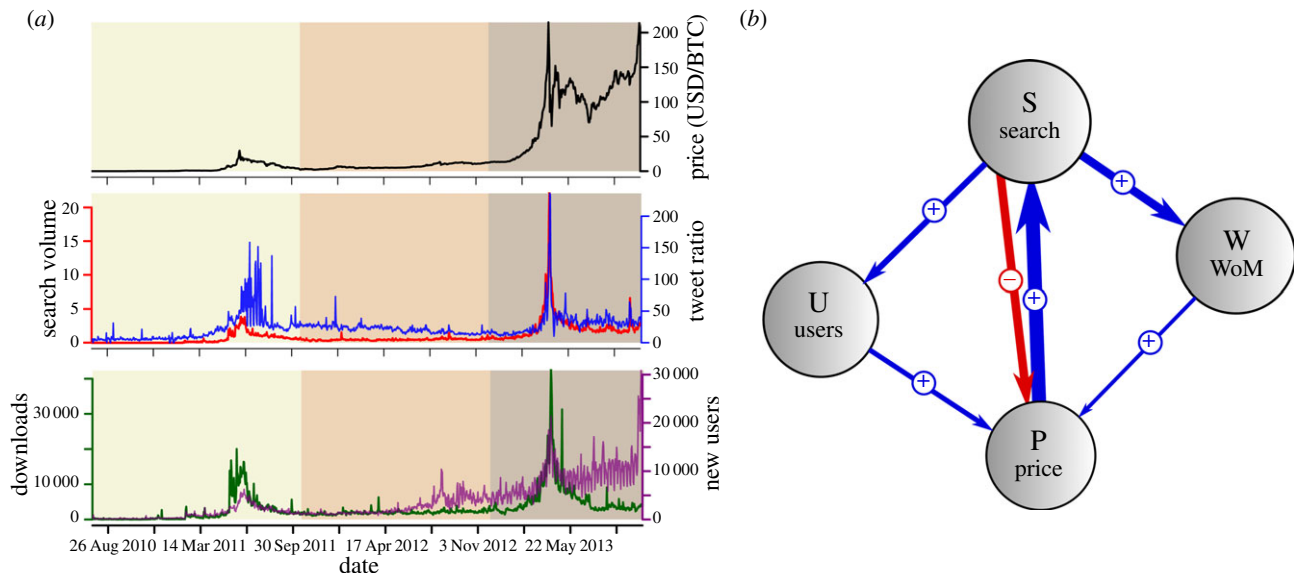 (a)
(b)
200
150
100
50
0
price (USD/BTC)
20
15
10
5
0
search volume
200
150
100
50
0
tweet ratio
30 000
20 000
10 000
0
downloads
30 000
20 000
10 000
0
new users
26 Aug 2010 14 Mar 2011 30 Sep 2011 17 Apr 2012 3 Nov 2012 22 May 2013
date
S
search
+
+
W
WoM
−
+
U
users
+
+
P
price